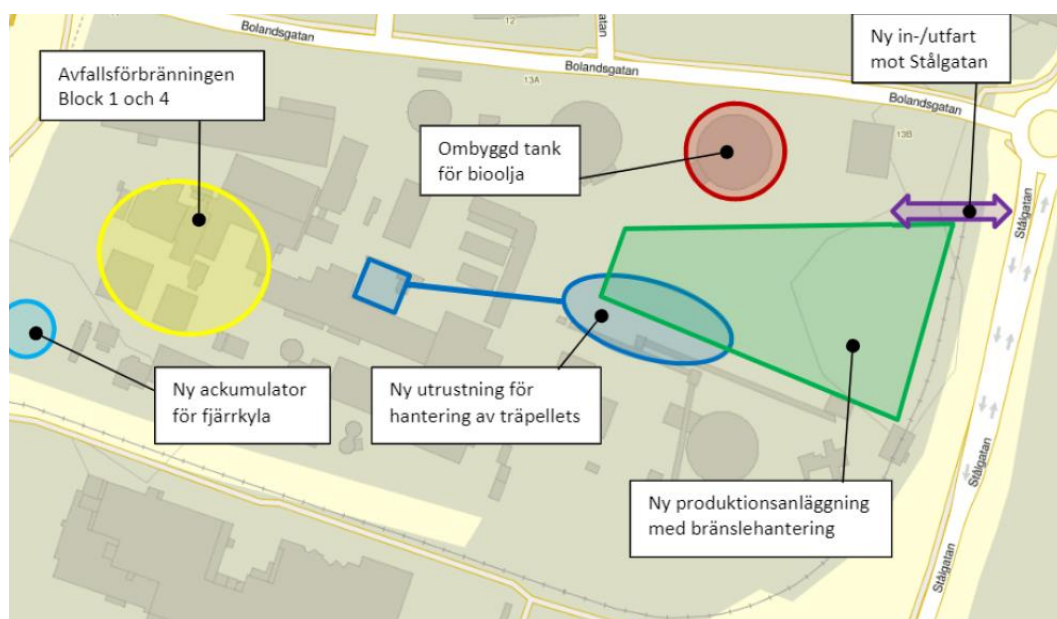 12
Bolandsgatan
gatan
Ny in-/utfart
mot Stålgatan
Avfallsförbränningen
Block 1 och 4
13A
Bolandsgatan
Bolandsgatan
13B
Ombyggd tank
för bioolja
Stålgatan
Ny ackumulator
för fjärrkyla
Ny utrustning för
hantering av träpellets
Stålgatan
Ny produktionsanläggning
med bränslehantering
Stålgatan